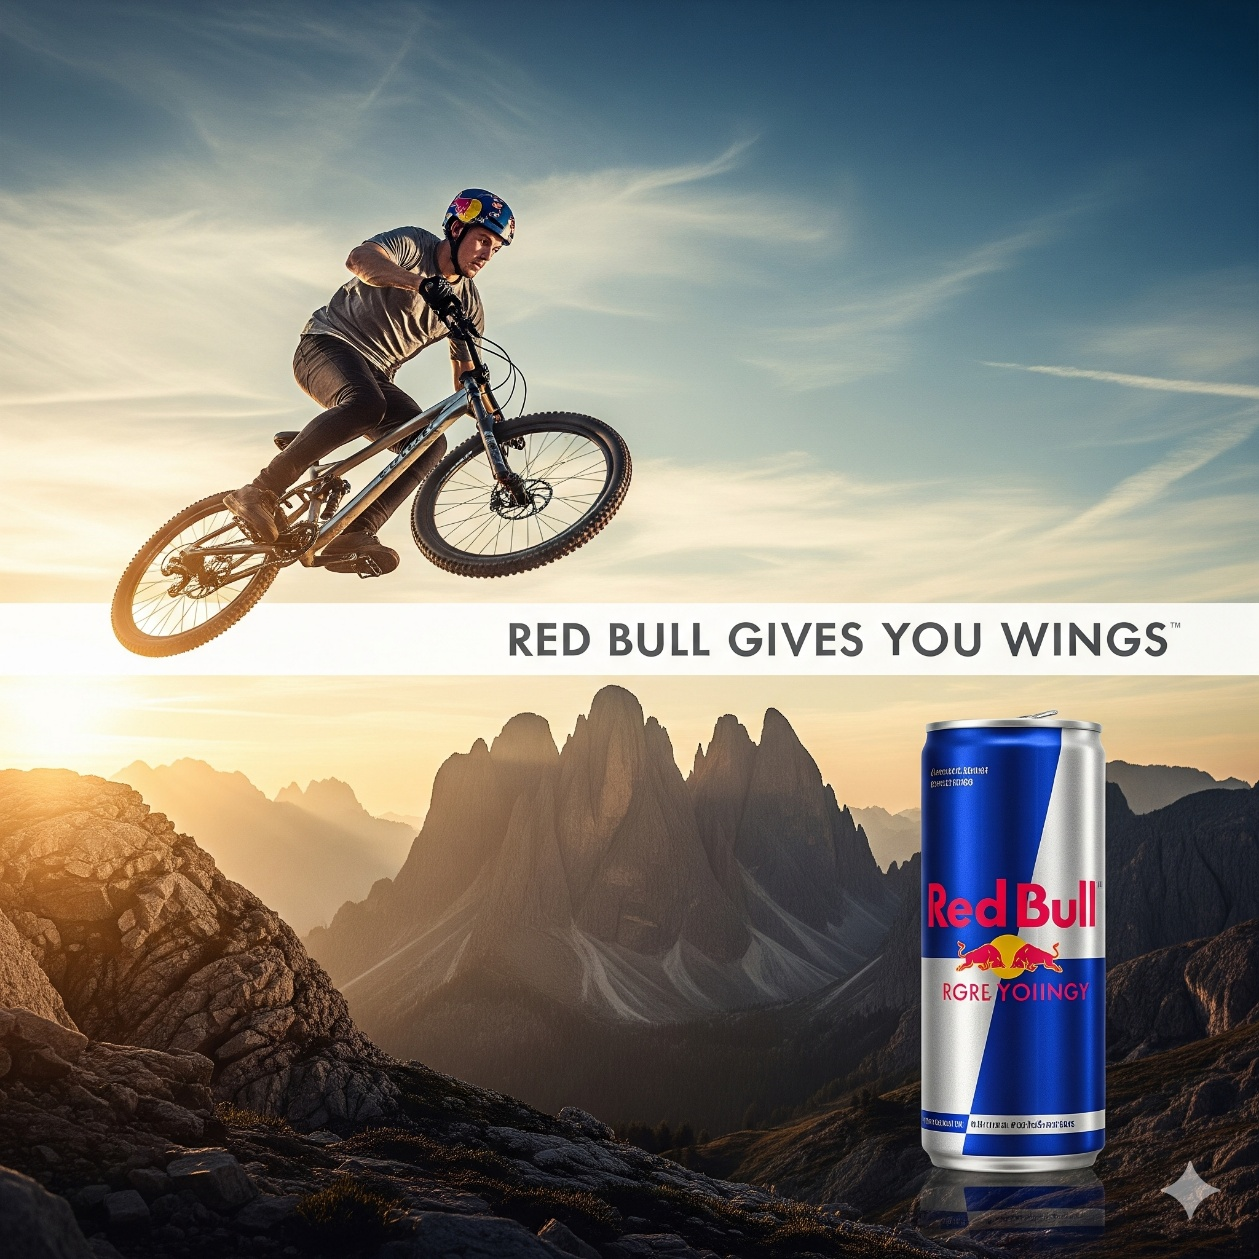 RED BULL GIVES YOU WINGS™
Red Bull
RGRE YOIINGY